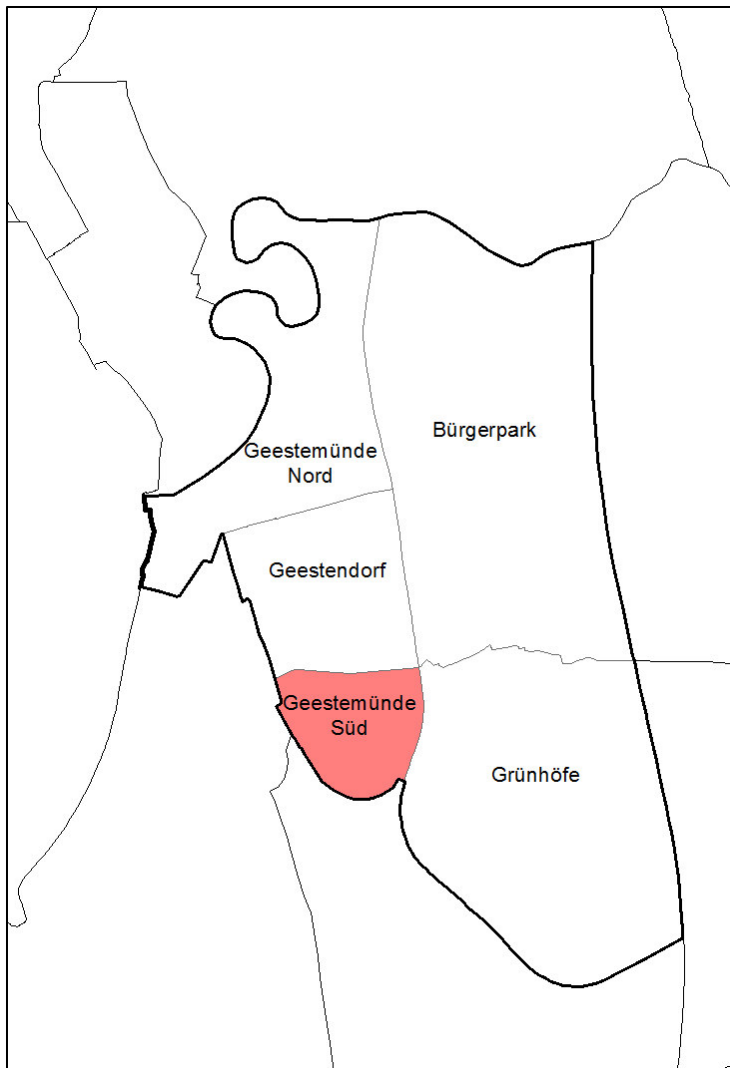 Bürgerpark
Geestemünde
Nord
Geestendorf
Geestemünde
Süd
Grünhöfe